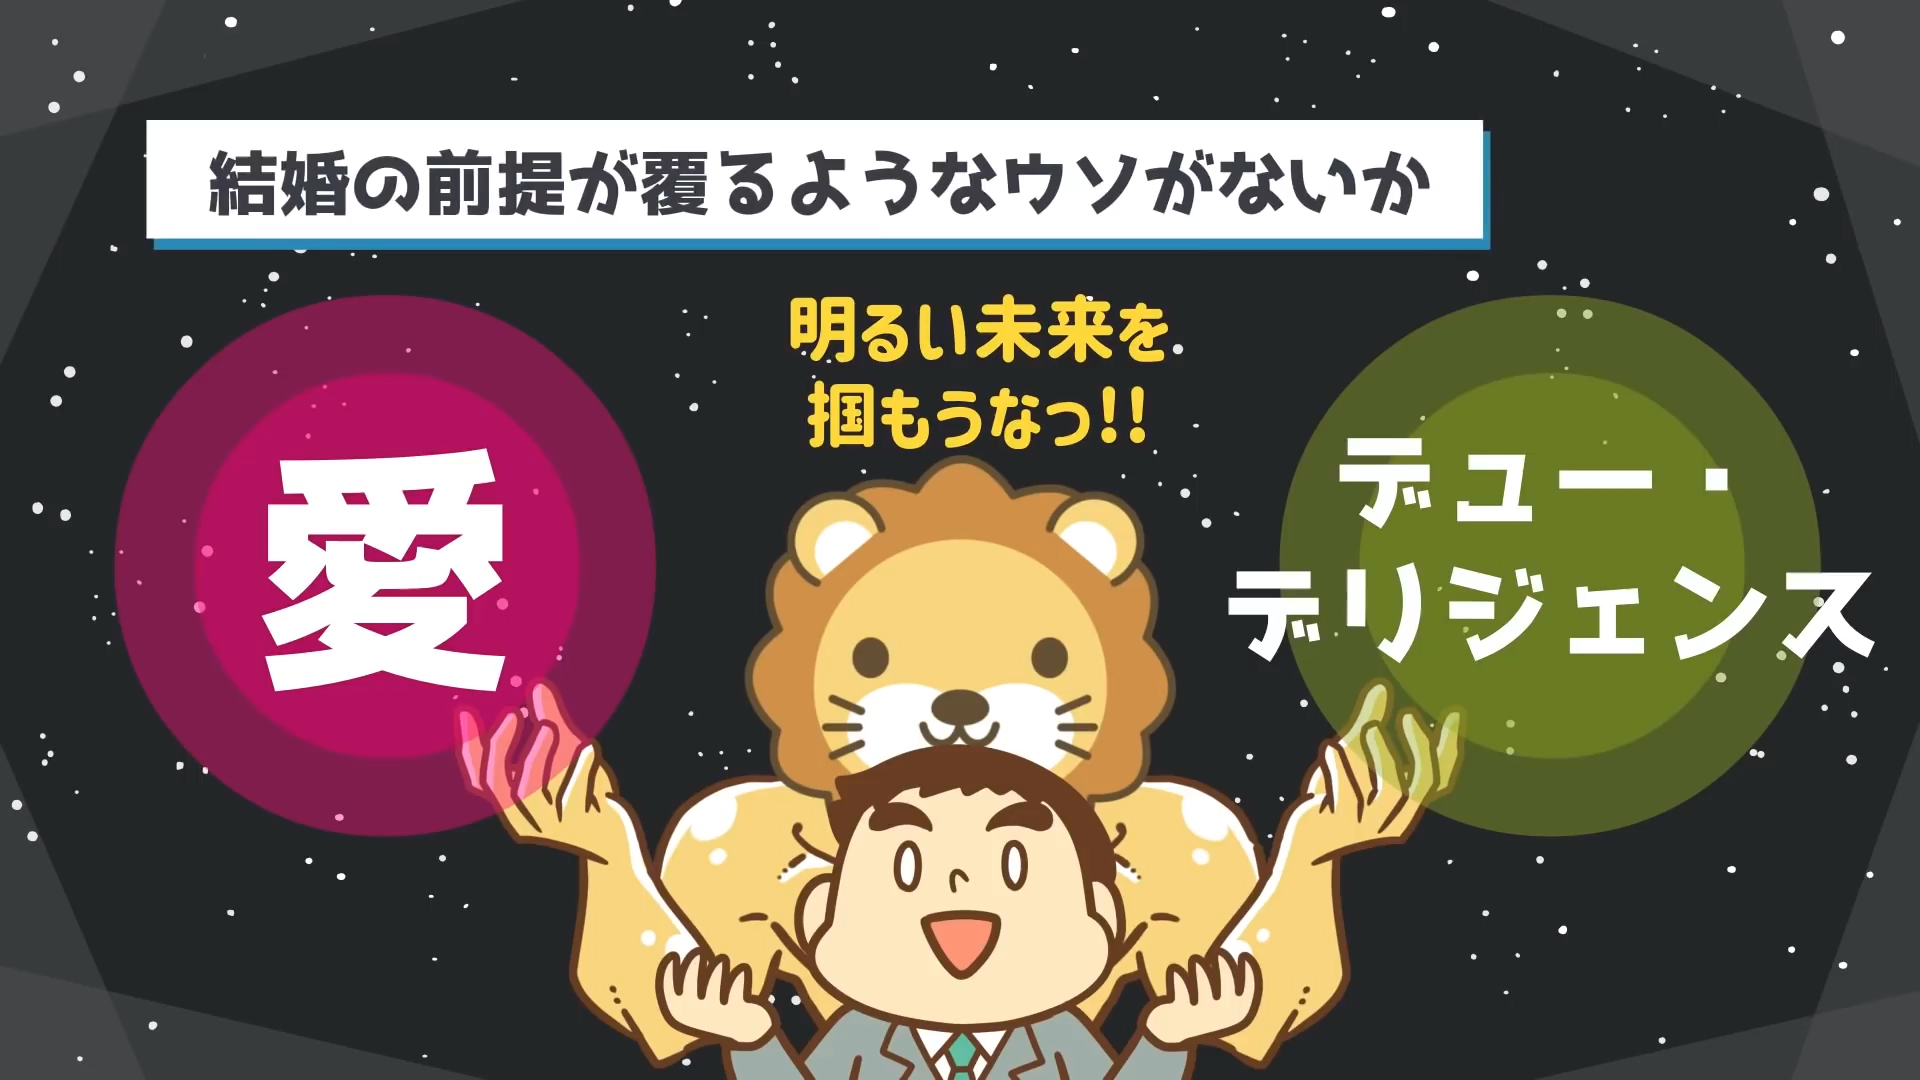 結婚の前提が覆るようなウソがないか
明るい未来を
掴もうなっ!!
愛
デュー・
デリジェンス